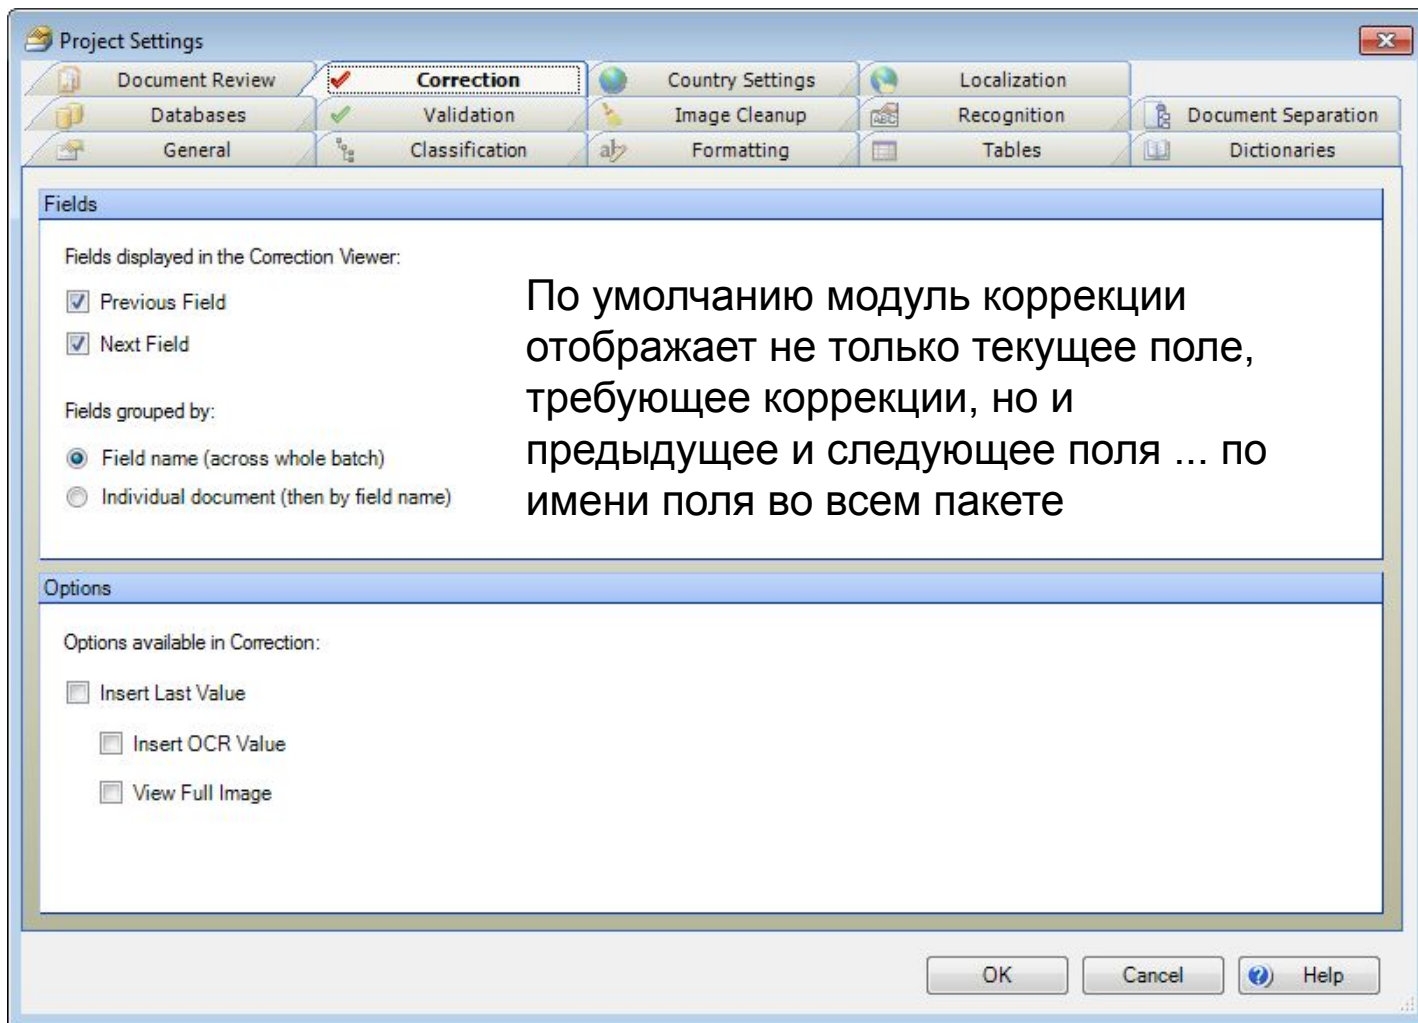 Project Settings
Document Review Correction Country Settings Localization
Databases Validation Image Cleanup Recognition Document Separation
General Classification Formatting Tables Dictionaries
Fields
Fields displayed in the Correction Viewer:
Previous Field
Next Field
Fields grouped by:
Field name (across whole batch)
Individual document (then by field name)
По умолчанию модуль коррекции
отображает не только текущее поле,
требующее коррекции, но и
предыдущее и следующее поля ... по
имени поля во всем пакете
Options
Options available in Correction:
Insert Last Value
Insert OCR Value
View Full Image
OK Cancel Help